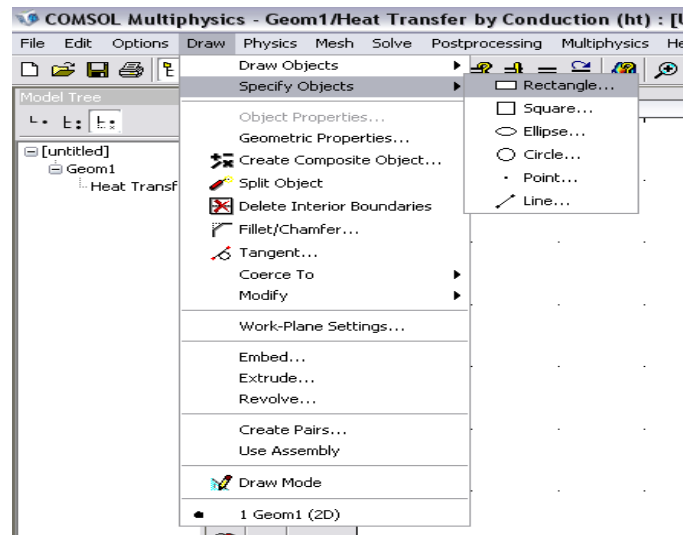 COMSOL Multiphysics - Geom1/Heat Transfer by Conduction (ht) : [U
File Edit Options Draw Physics Mesh Solve Postprocessing Multiphysics He
Model Tree
[untitled]
Geom1
Heat Transf
Draw Objects
Specify Objects
Object Properties...
Geometric Properties...
Create Composite Object...
Split Object
Delete Interior Boundaries
Fillet/Chamfer...
Tangent...
Coerce To
Modify
Work-Plane Settings...
Embed...
Extrude...
Revolve...
Create Pairs...
Use Assembly
Draw Mode
1 Geom1 (2D)
Rectangle...
Square...
Ellipse...
Circle...
Point...
Line...